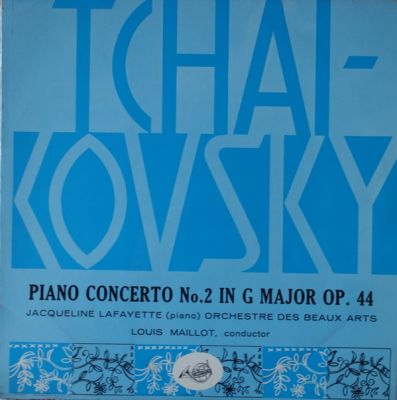 TCHAI-
KOVSKY
PIANO CONCERTO No.2 IN G MAJOR OP. 44
JACQUELINE LAFAYETTE (piano) ORCHESTRE DES BEAUX ARTS
LOUIS MAILLOT, conductor